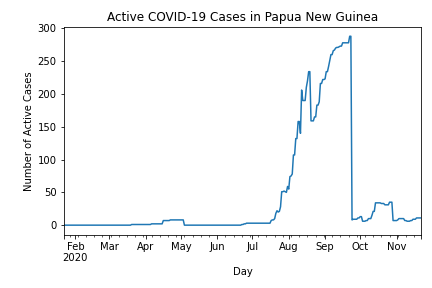 Active COVID-19 Cases in Papua New Guinea
300
250
200
150
100
50
0
Number of Active Cases
Feb Mar Apr May Jun Jul Aug Sep Oct Nov
2020
Day